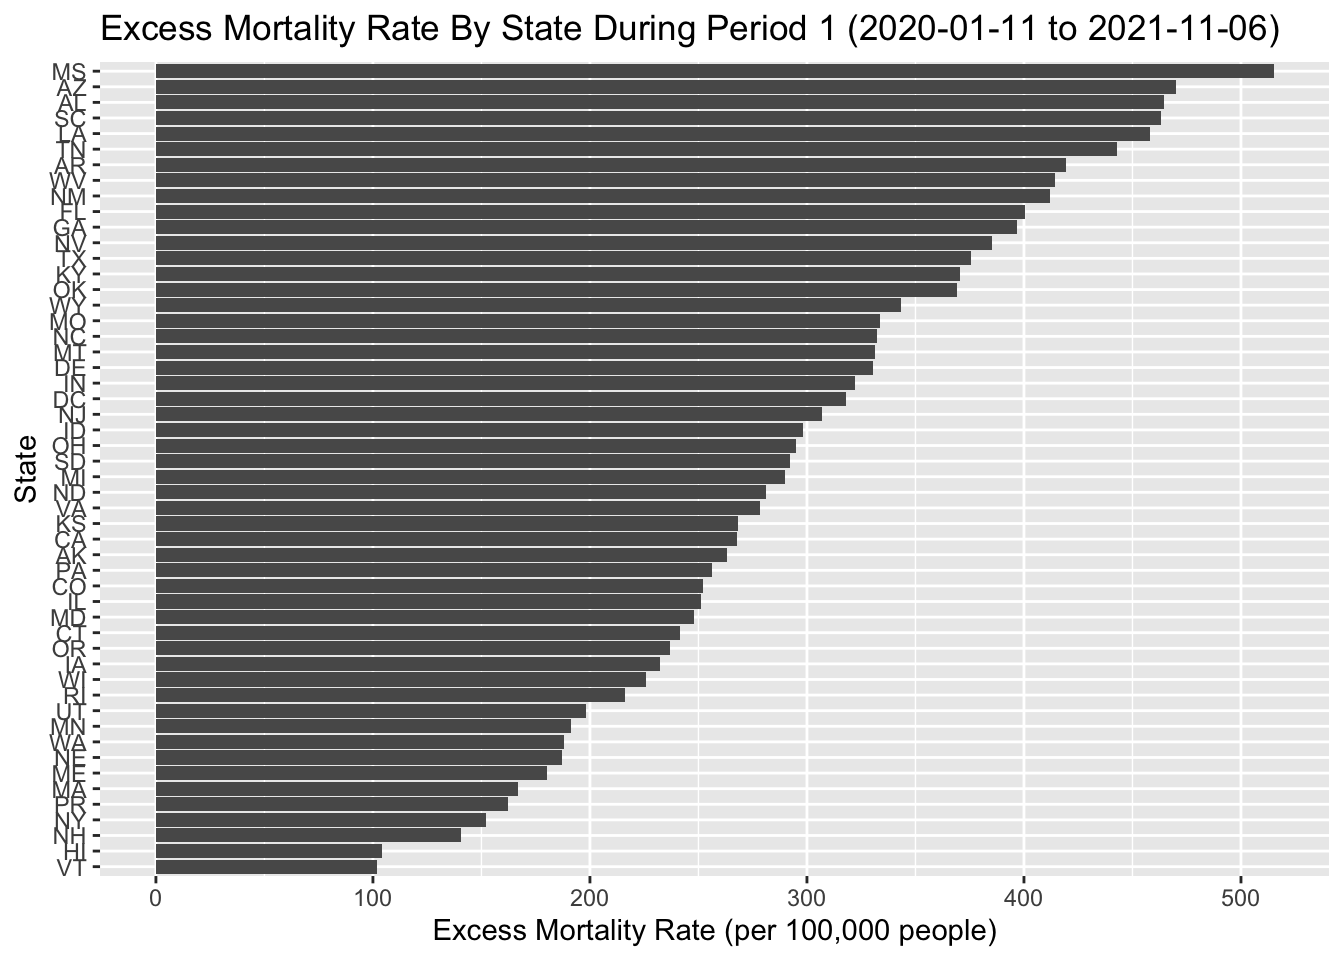 Excess Mortality Rate By State During Period 1 (2020-01-11 to 2021-11-06)
State
MS
AZ
AL
SC
LA
TN
AR
WV
NM
FL
GA
NV
TX
KY
OK
WY
MO
NC
MT
DE
IN
DC
NJ
ID
OH
SD
MI
ND
VA
KS
CA
AK
PA
CO
IL
MD
CT
OR
IA
WI
RI
UT
MN
WA
NE
ME
MA
PR
NY
NH
HI
VT
0 100 200 300 400 500
Excess Mortality Rate (per 100,000 people)